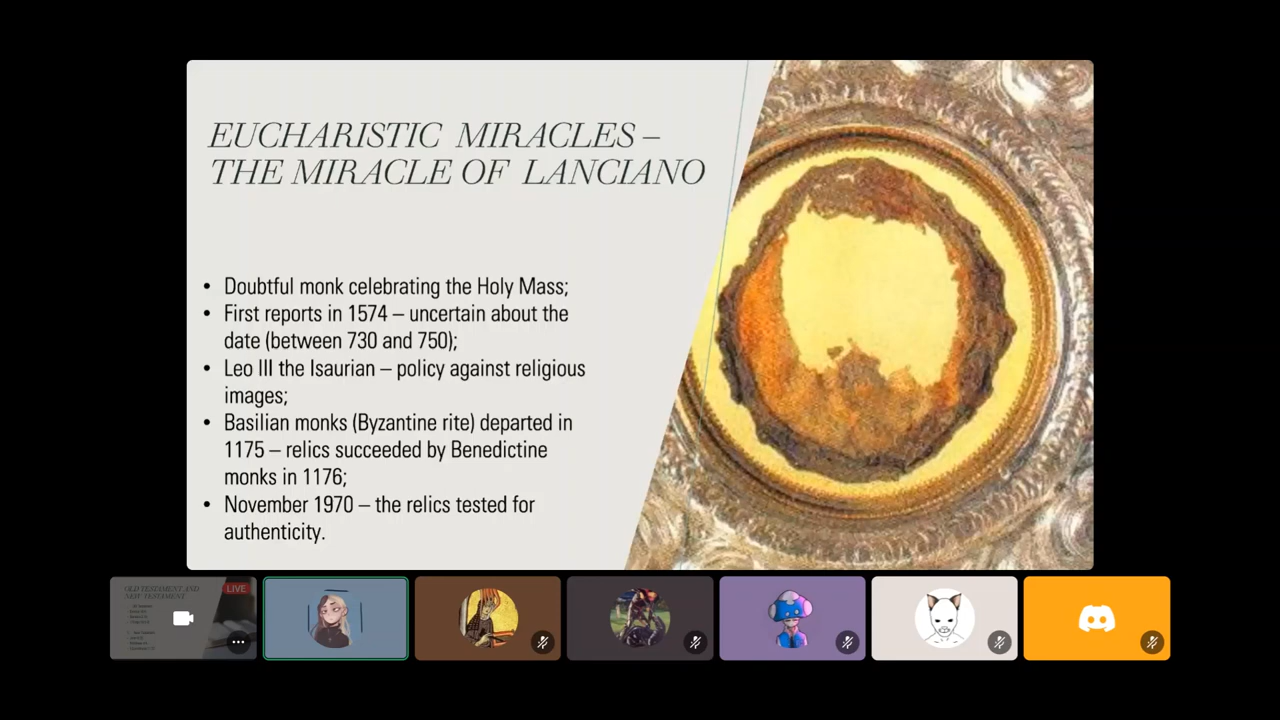 EUCHARISTIC MIRACLES –
THE MIRACLE OF LANCIANO
• Doubtful monk celebrating the Holy Mass;
• First reports in 1574 – uncertain about the
date (between 730 and 750);
• Leo III the Isaurian – policy against religious
images;
• Basilian monks (Byzantine rite) departed in
1175 – relics succeeded by Benedictine
monks in 1176;
• November 1970 – the relics tested for
authenticity.
OLD TESTAMENT AND
NEW TESTAMENT
LIVE